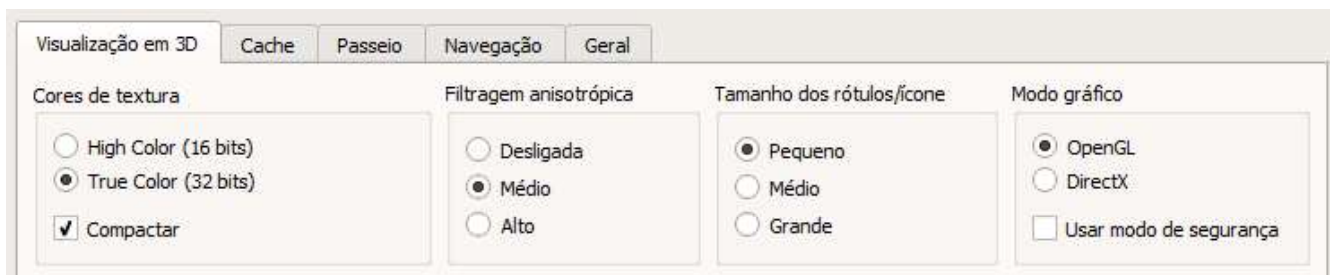 Visualização em 3D
Cache
Passeio
Navegação
Geral
Cores de textura
High Color (16 bits)
True Color (32 bits)
Compactar
Filtragem anisotrópica
Desligada
Médio
Alto
Tamanho dos rótulos/ícone
Pequeno
Médio
Grande
Modo gráfico
OpenGL
DirectX
Usar modo de segurança